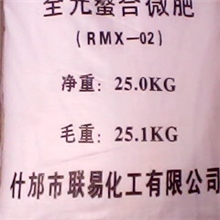 全元螯合微肥
(RMX-02)
净重: 25.0KG
毛重: 25.1KG
什邡市联易化工有限公司